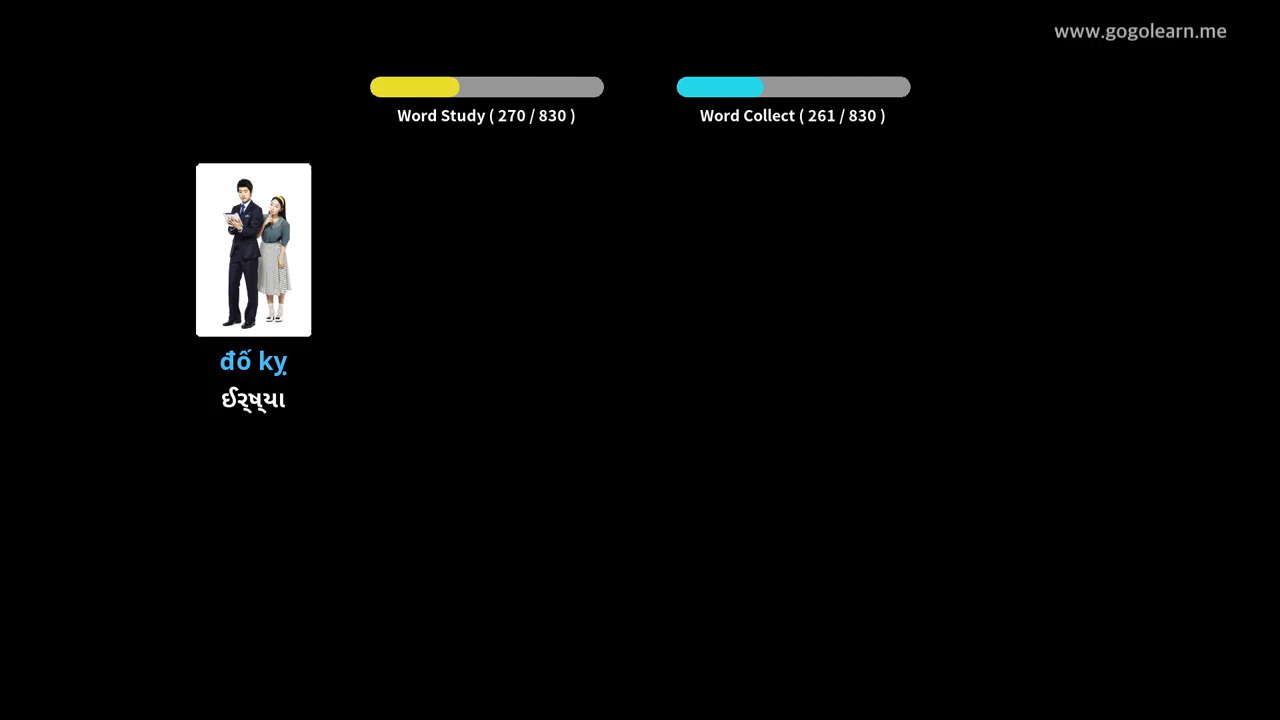 www.gogolearn.me
Word Study ( 270 / 830 )
Word Collect ( 261 / 830 )
đố kỵ
ઈર્ષ્યા